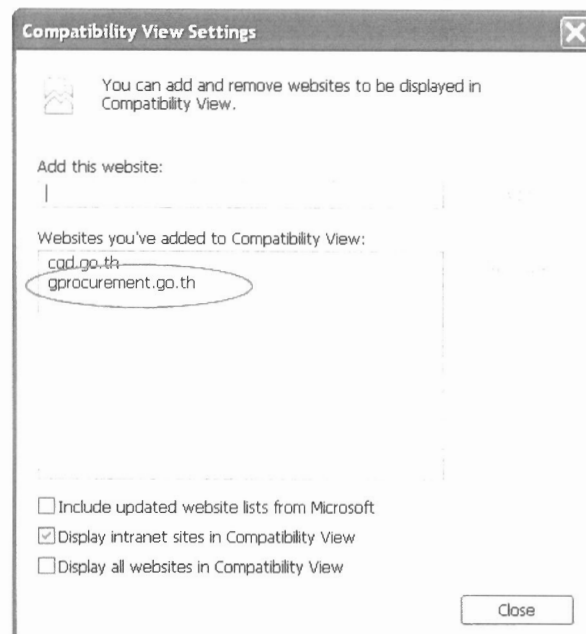 Compatibility View Settings
You can add and remove websites to be displayed in
Compatibility View.
Add this website:
Websites you've added to Compatibility View:
cgd.go.th
gprocurement.go.th
Include updated website lists from Microsoft
Display intranet sites in Compatibility View
Display all websites in Compatibility View
Close